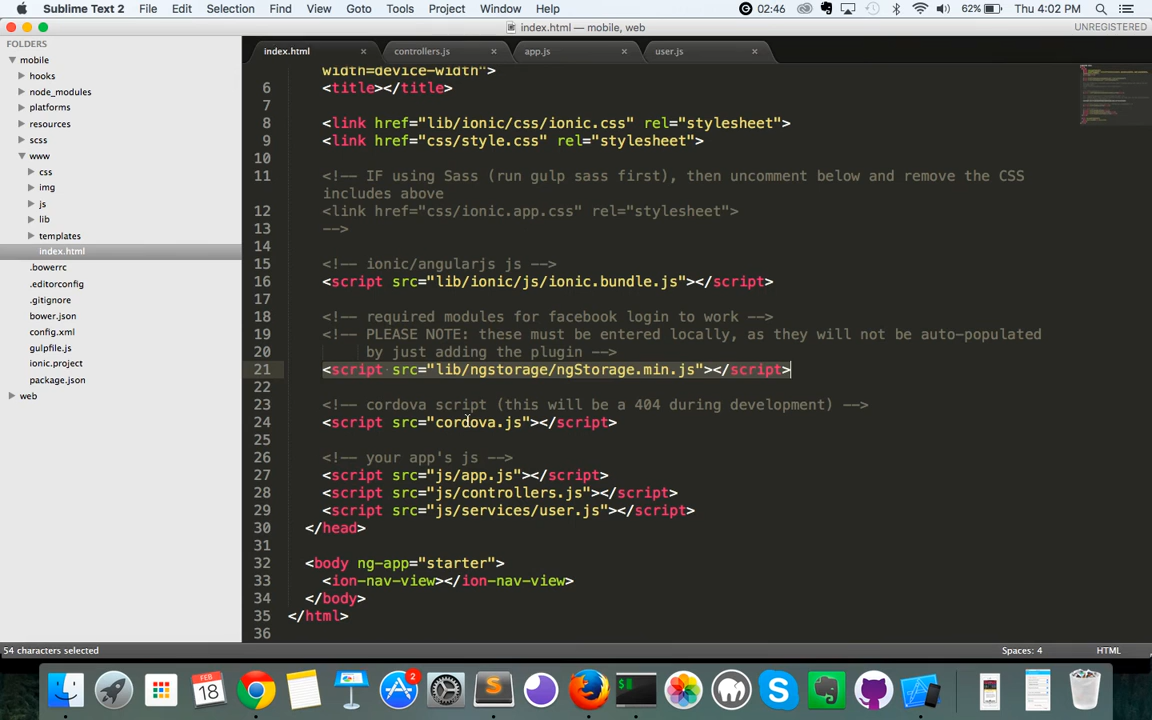 Sublime Text 2 File Edit Selection Find View Goto Tools Project Window Help 02:46 62% Thu 4:02 PM
index.html — mobile, web UNREGISTERED
FOLDERS
mobile
hooks
node_modules
platforms
resources
scss
www
css
img
js
lib
templates
index.html
.bowerrc
.editorconfig
.gitignore
bower.json
config.xml
gulpfile.js
ionic.project
package.json
web
index.html × controllers.js × app.js × user.js ×
width=device-width">
6 <title></title>
7
8 <link href="lib/ionic/css/ionic.css" rel="stylesheet">
9 <link href="css/style.css" rel="stylesheet">
10
11 <!-- IF using Sass (run gulp sass first), then uncomment below and remove the CSS
includes above
12 <link href="css/ionic.app.css" rel="stylesheet">
13 -->
14
15 <!-- ionic/angularjs js -->
16 <script src="lib/ionic/js/ionic.bundle.js"></script>
17
18 <!-- required modules for facebook login to work -->
19 <!-- PLEASE NOTE: these must be entered locally, as they will not be auto-populated
20 by just adding the plugin -->
21 <script src="lib/ngstorage/ngStorage.min.js"></script>
22
23 <!-- cordova script (this will be a 404 during development) -->
24 <script src="cordova.js"></script>
25
26 <!-- your app's js -->
27 <script src="js/app.js"></script>
28 <script src="js/controllers.js"></script>
29 <script src="js/services/user.js"></script>
30 </head>
31
32 <body ng-app="starter">
33 <ion-nav-view></ion-nav-view>
34 </body>
35 </html>
36
54 characters selected Spaces: 4 HTML
FEB
18
2